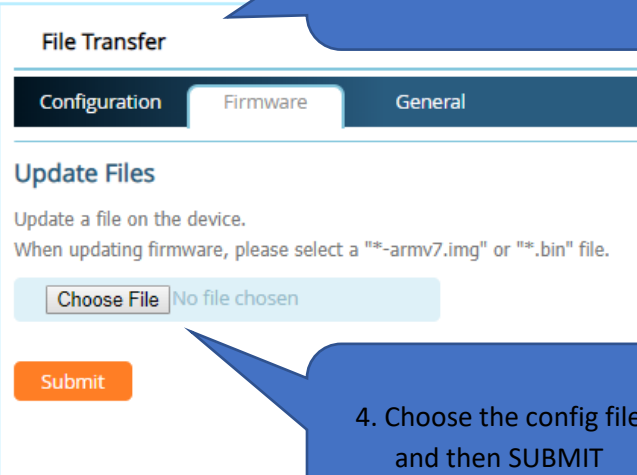 File Transfer
Configuration Firmware General
Update Files
Update a file on the device.
When updating firmware, please select a "*-armv7.img" or "*.bin" file.
Choose File No file chosen
Submit
4. Choose the config file
and then SUBMIT